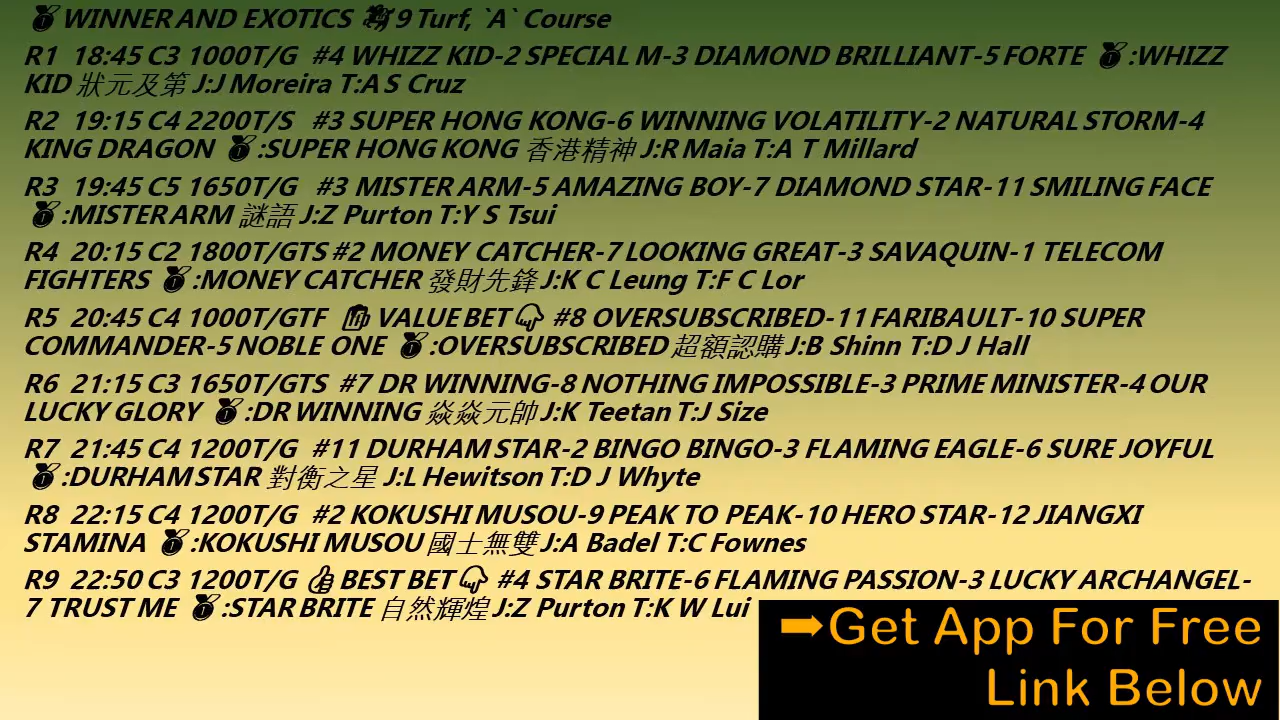 🥇 WINNER AND EXOTICS 🏇 9 Turf, `A` Course
R1 18:45 C3 1000T/G #4 WHIZZ KID-2 SPECIAL M-3 DIAMOND BRILLIANT-5 FORTE 🥇:WHIZZ
KID 狀元及第 J:J Moreira T:A S Cruz
R2 19:15 C4 2200T/S #3 SUPER HONG KONG-6 WINNING VOLATILITY-2 NATURAL STORM-4
KING DRAGON 🥇:SUPER HONG KONG 香港精神 J:R Maia T:A T Millard
R3 19:45 C5 1650T/G #3 MISTER ARM-5 AMAZING BOY-7 DIAMOND STAR-11 SMILING FACE
🥇:MISTER ARM 謎語 J:Z Purton T:Y S Tsui
R4 20:15 C2 1800T/GTS #2 MONEY CATCHER-7 LOOKING GREAT-3 SAVAQUIN-1 TELECOM
FIGHTERS 🥇:MONEY CATCHER 發財先鋒 J:K C Leung T:F C Lor
R5 20:45 C4 1000T/GTF 🍺 VALUE BET👇 #8 OVERSUBSCRIBED-11 FARIBAULT-10 SUPER
COMMANDER-5 NOBLE ONE 🥇:OVERSUBSCRIBED 超額認購 J:B Shinn T:D J Hall
R6 21:15 C3 1650T/GTS #7 DR WINNING-8 NOTHING IMPOSSIBLE-3 PRIME MINISTER-4 OUR
LUCKY GLORY 🥇:DR WINNING 焱焱元帥 J:K Teetan T:J Size
R7 21:45 C4 1200T/G #11 DURHAM STAR-2 BINGO BINGO-3 FLAMING EAGLE-6 SURE JOYFUL
🥇:DURHAM STAR 對衡之星 J:L Hewitson T:D J Whyte
R8 22:15 C4 1200T/G #2 KOKUSHI MUSOU-9 PEAK TO PEAK-10 HERO STAR-12 JIANGXI
STAMINA 🥇:KOKUSHI MUSOU 國士無雙 J:A Badel T:C Fownes
R9 22:50 C3 1200T/G 👍 BEST BET👇 #4 STAR BRITE-6 FLAMING PASSION-3 LUCKY ARCHANGEL-
7 TRUST ME 🥇:STAR BRITE 自然輝煌 J:Z Purton T:K W Lui
➡Get App For Free
Link Below